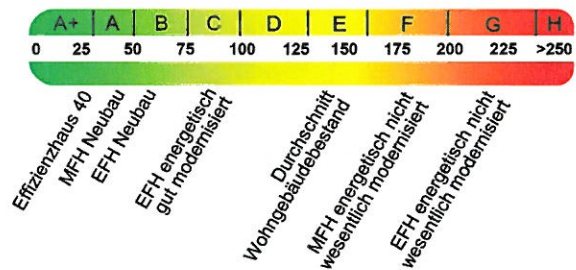 A+ A B C D E F G H
0 25 50 75 100 125 150 175 200 225 >250
Effizienzhaus 40
MFH Neubau
EFH Neubau
EFH energetisch
gut modernisiert
Durchschnitt
Wohngebäudebestand
MFH energetisch nicht
wesentlich modernisiert
EFH energetisch nicht
wesentlich modernisiert